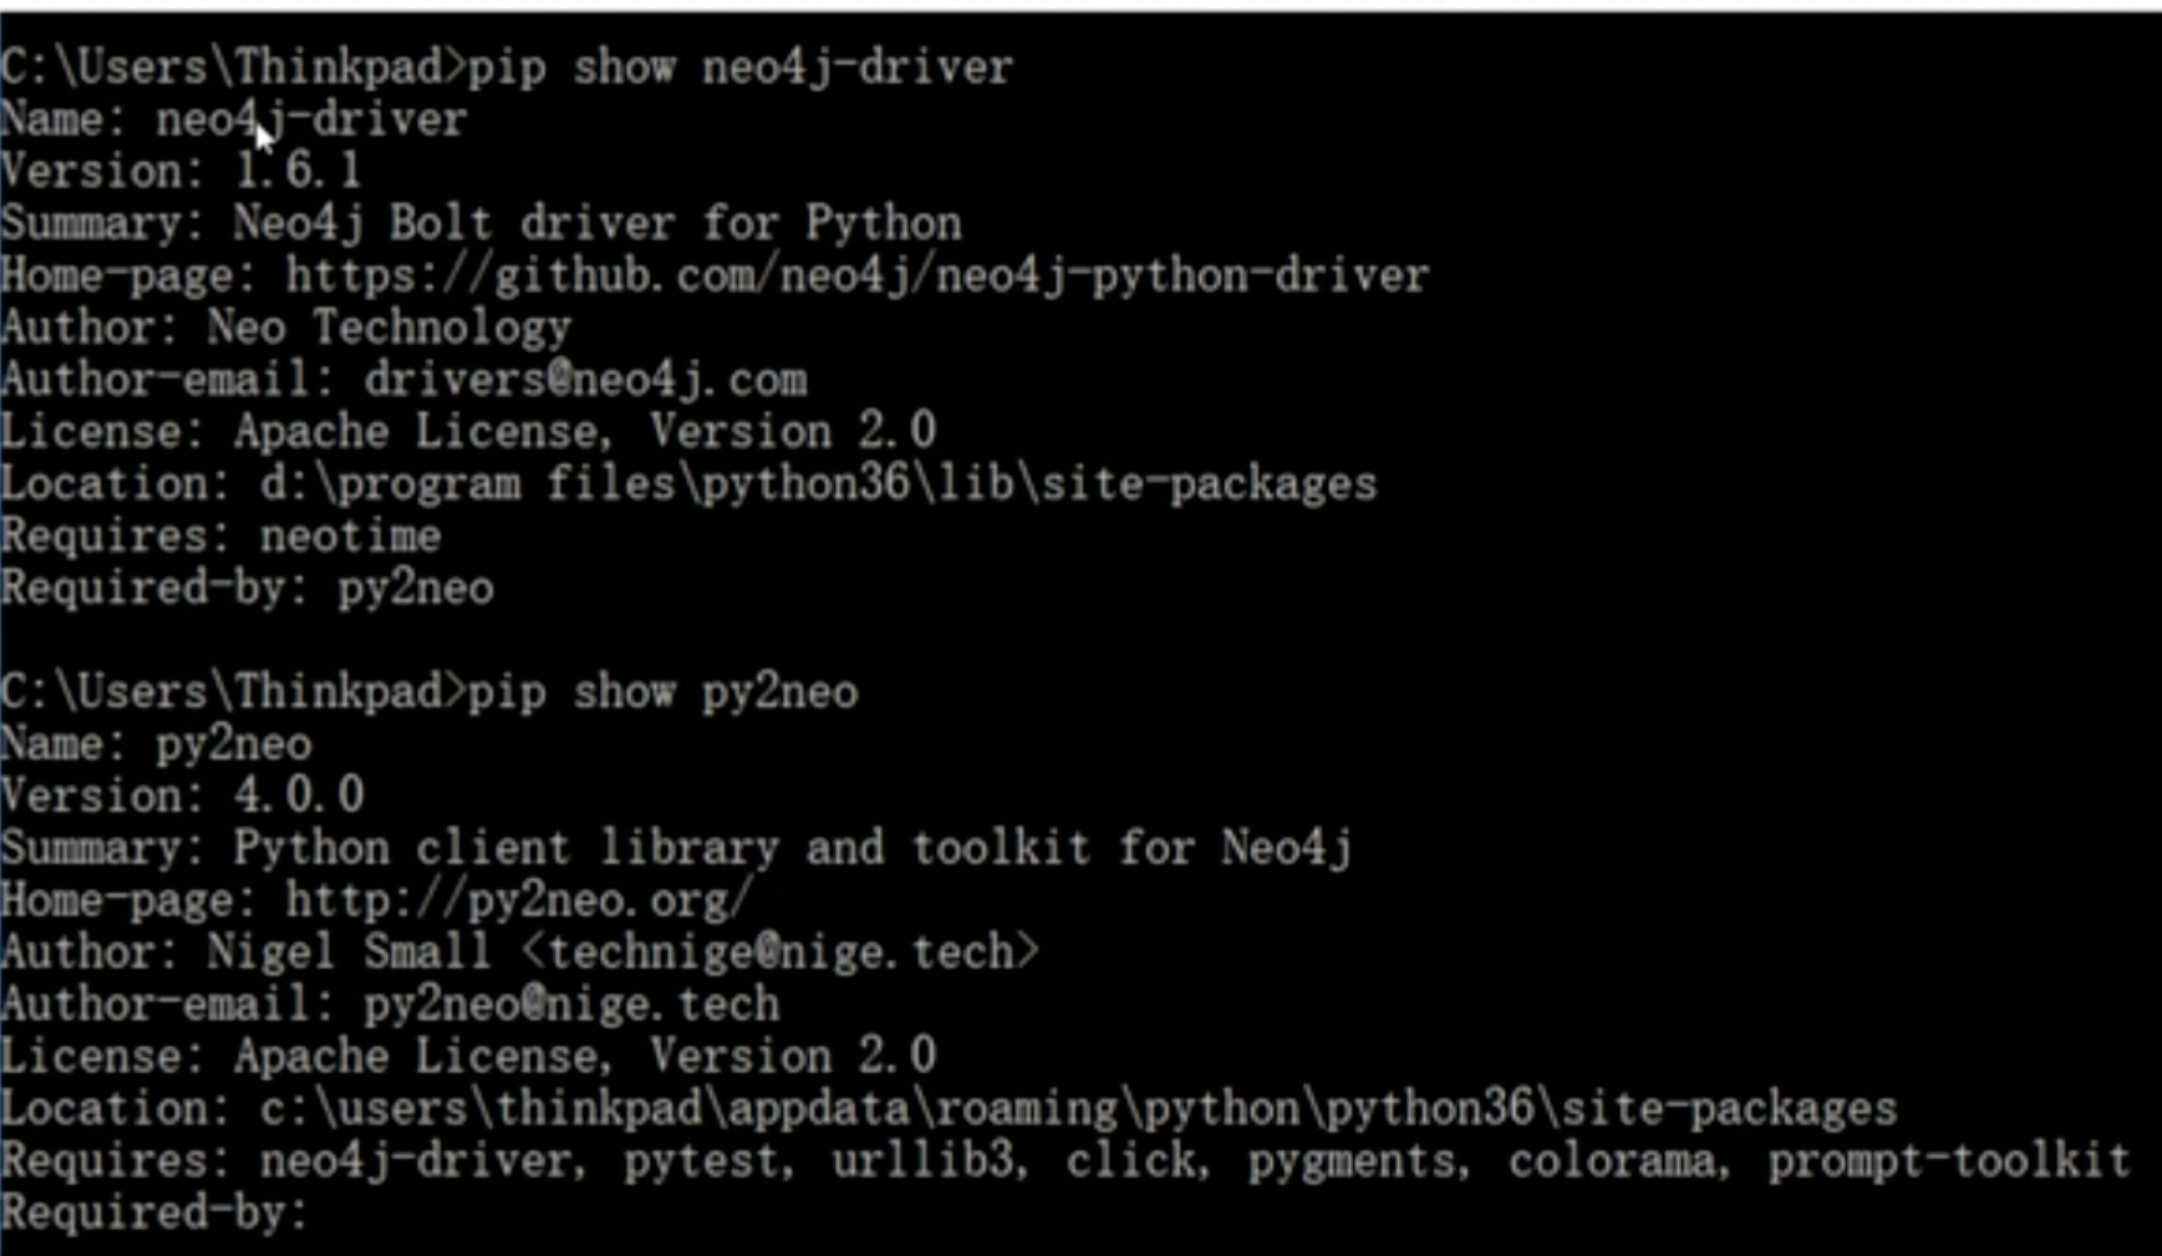 C:\Users\Thinkpad>pip show neo4j-driver
Name: neo4j-driver
Version: 1.6.1
Summary: Neo4j Bolt driver for Python
Home-page: https://github.com/neo4j/neo4j-python-driver
Author: Neo Technology
Author-email: drivers@neo4j.com
License: Apache License, Version 2.0
Location: d:\program files\python36\lib\site-packages
Requires: neotime
Required-by: py2neo
C:\Users\Thinkpad>pip show py2neo
Name: py2neo
Version: 4.0.0
Summary: Python client library and toolkit for Neo4j
Home-page: http://py2neo.org/
Author: Nigel Small <technige@nige.tech>
Author-email: py2neo@nige.tech
License: Apache License, Version 2.0
Location: c:\users\thinkpad\appdata\roaming\python\python36\site-packages
Requires: neo4j-driver, pytest, urllib3, click, pygments, colorama, prompt-toolkit
Required-by: